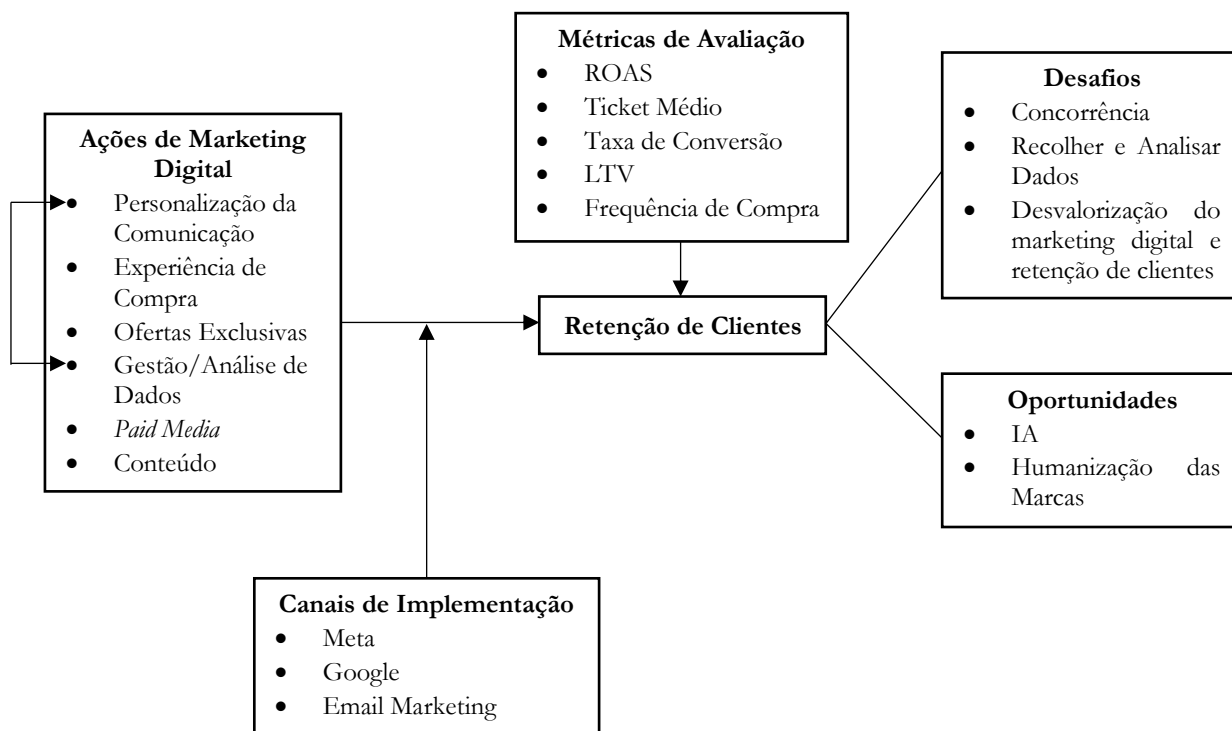 Métricas de Avaliação
• ROAS
• Ticket Médio
• Taxa de Conversão
• LTV
• Frequência de Compra
Desafios
• Concorrência
• Recolher e Analisar
Dados
• Desvalorização do
marketing digital e
retenção de clientes
Ações de Marketing
Digital
• Personalização da
Comunicação
• Experiência de
Compra
• Ofertas Exclusivas
• Gestão/Análise de
Dados
• Paid Media
• Conteúdo
Retenção de Clientes
Oportunidades
• IA
• Humanização das
Marcas
Canais de Implementação
• Meta
• Google
• Email Marketing